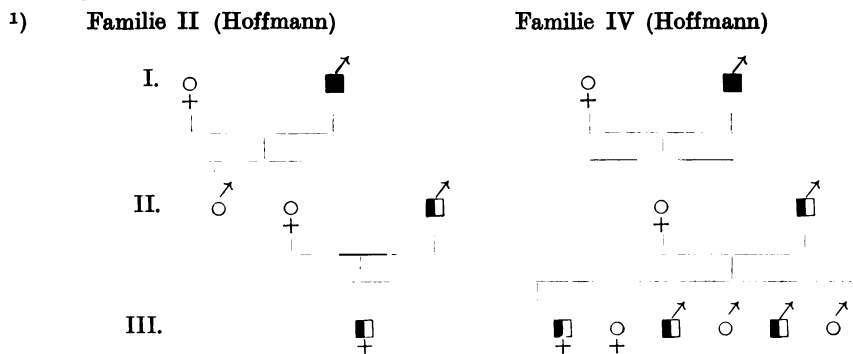 ¹) Familie II (Hoffmann) Familie IV (Hoffmann)
I.
II.
III.